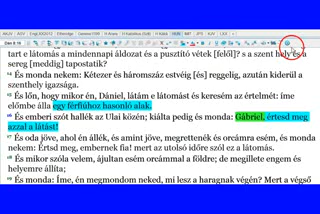 Dán 8:16
tart e látomás a mindennapi áldozat és a pusztító vétek [felől]? s a szent hely és a
sereg [meddig] tapostatik?
14 És monda nekem: Kétezer és háromszáz estvéig [és] reggelig, azután kiderül a
szenthely igazsága.
15 És lőn, hogy mikor én, Dániel, látám e látomást és keresém az értelmét: íme
előmbe álla egy férfiúhoz hasonló alak.
16 És emberi szót hallék az Ulai közén; kiálta pedig és monda: Gábriel, értesd meg
azzal a látást!
17 És oda jöve, ahol én állék, és amint jöve, megrettenék és orcámra esém, és monda
nekem: Értsd meg, embernek fia! mert az utolsó időre szól ez a látomás.
18 És mikor szóla velem, ájultan esém orcámmal a földre; de megillete engem és
helyemre állíta;
19 És monda: Íme, én megmondom neked, mi lesz a haragnak végén? Mert a végső